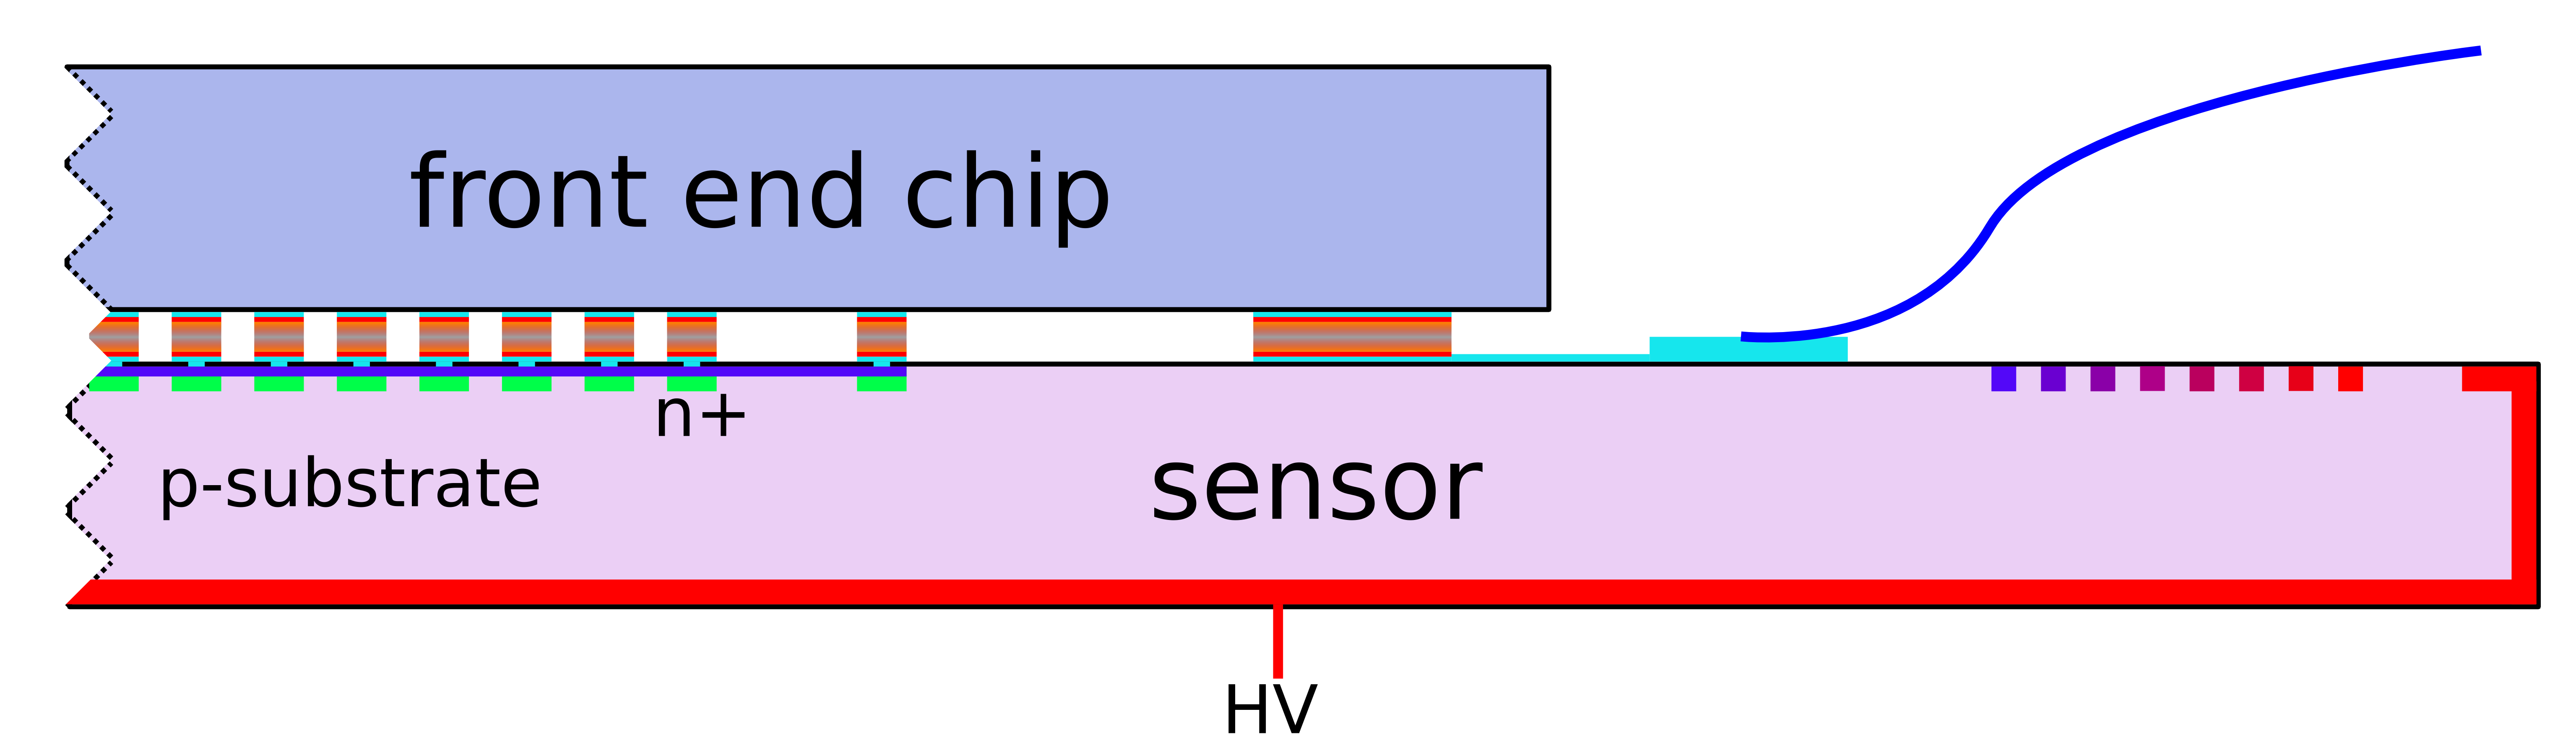 front end chip
n+
p-substrate
sensor
HV